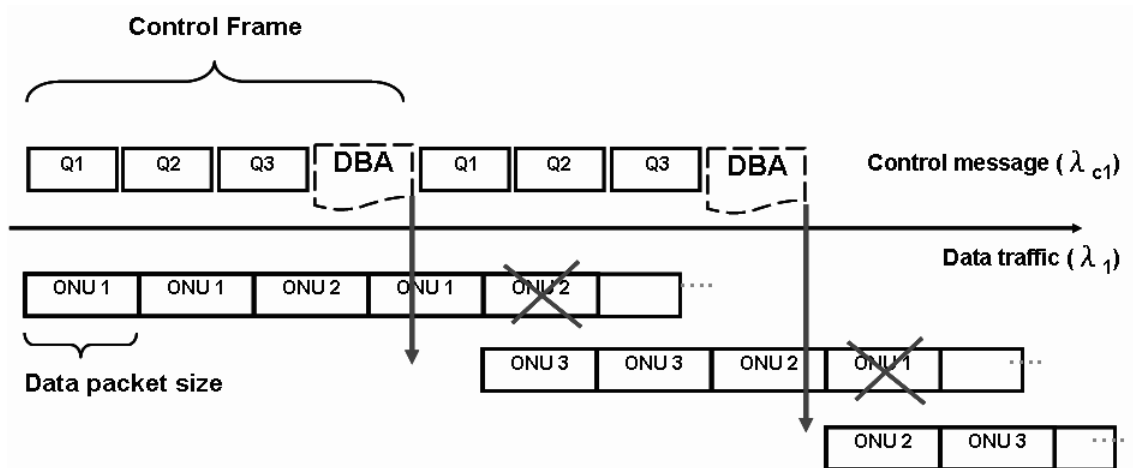 Control Frame
Q1 Q2 Q3 DBA Q1 Q2 Q3 DBA Control message ( λ c1)
Data traffic ( λ 1)
ONU 1 ONU 1 ONU 2 ONU 1 ONU 2
ONU 3 ONU 3 ONU 2 ONU 1
Data packet size
ONU 2 ONU 3